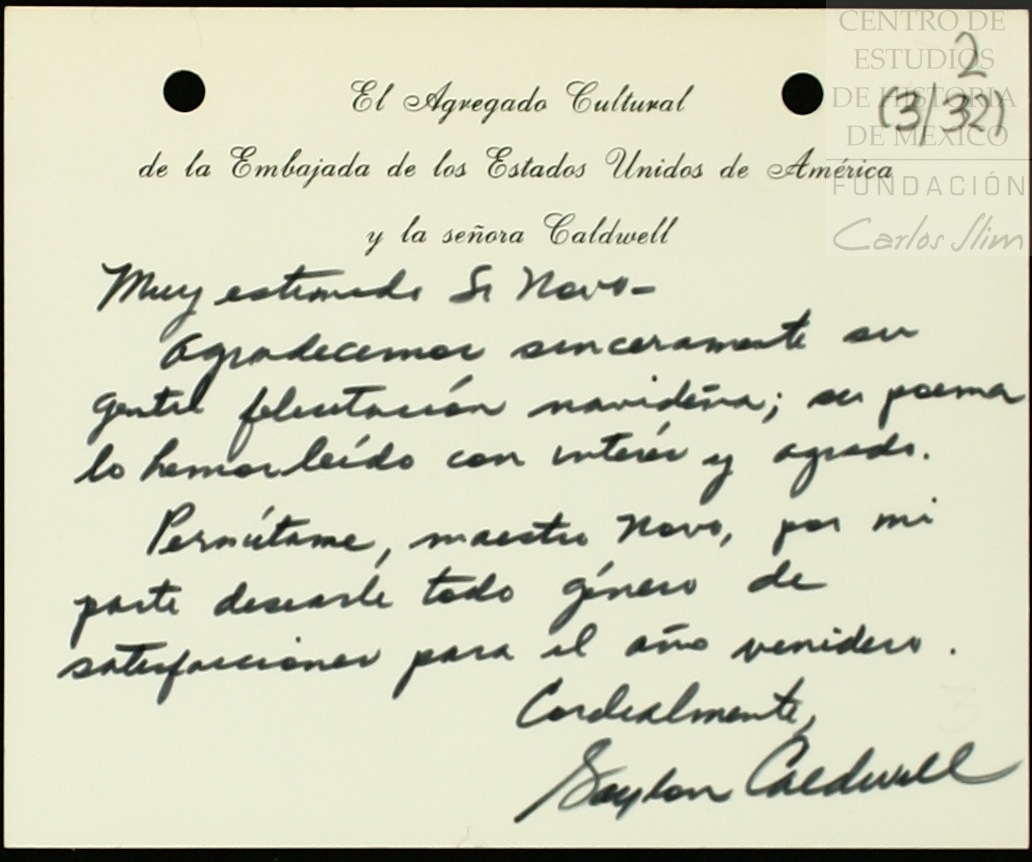 El Agregado Cultural
de la Embajada de los Estados Unidos de América
y la señora Caldwell
CENTRO DE
ESTUDIOS
DE HISTORIA
DE MÉXICO
FUNDACIÓN
Carlos Slim
2
(3/32)
Muy estimado Sr Novo-
Agradecemos sinceramente su
gentil felicitación navideña; su poema
lo hemos leído con interés y agrado.
Permítame, maestro Novo, por mi
parte desearle todo género de
satisfacciones para el año venidero.
Cordialmente,
Saylon Caldwell